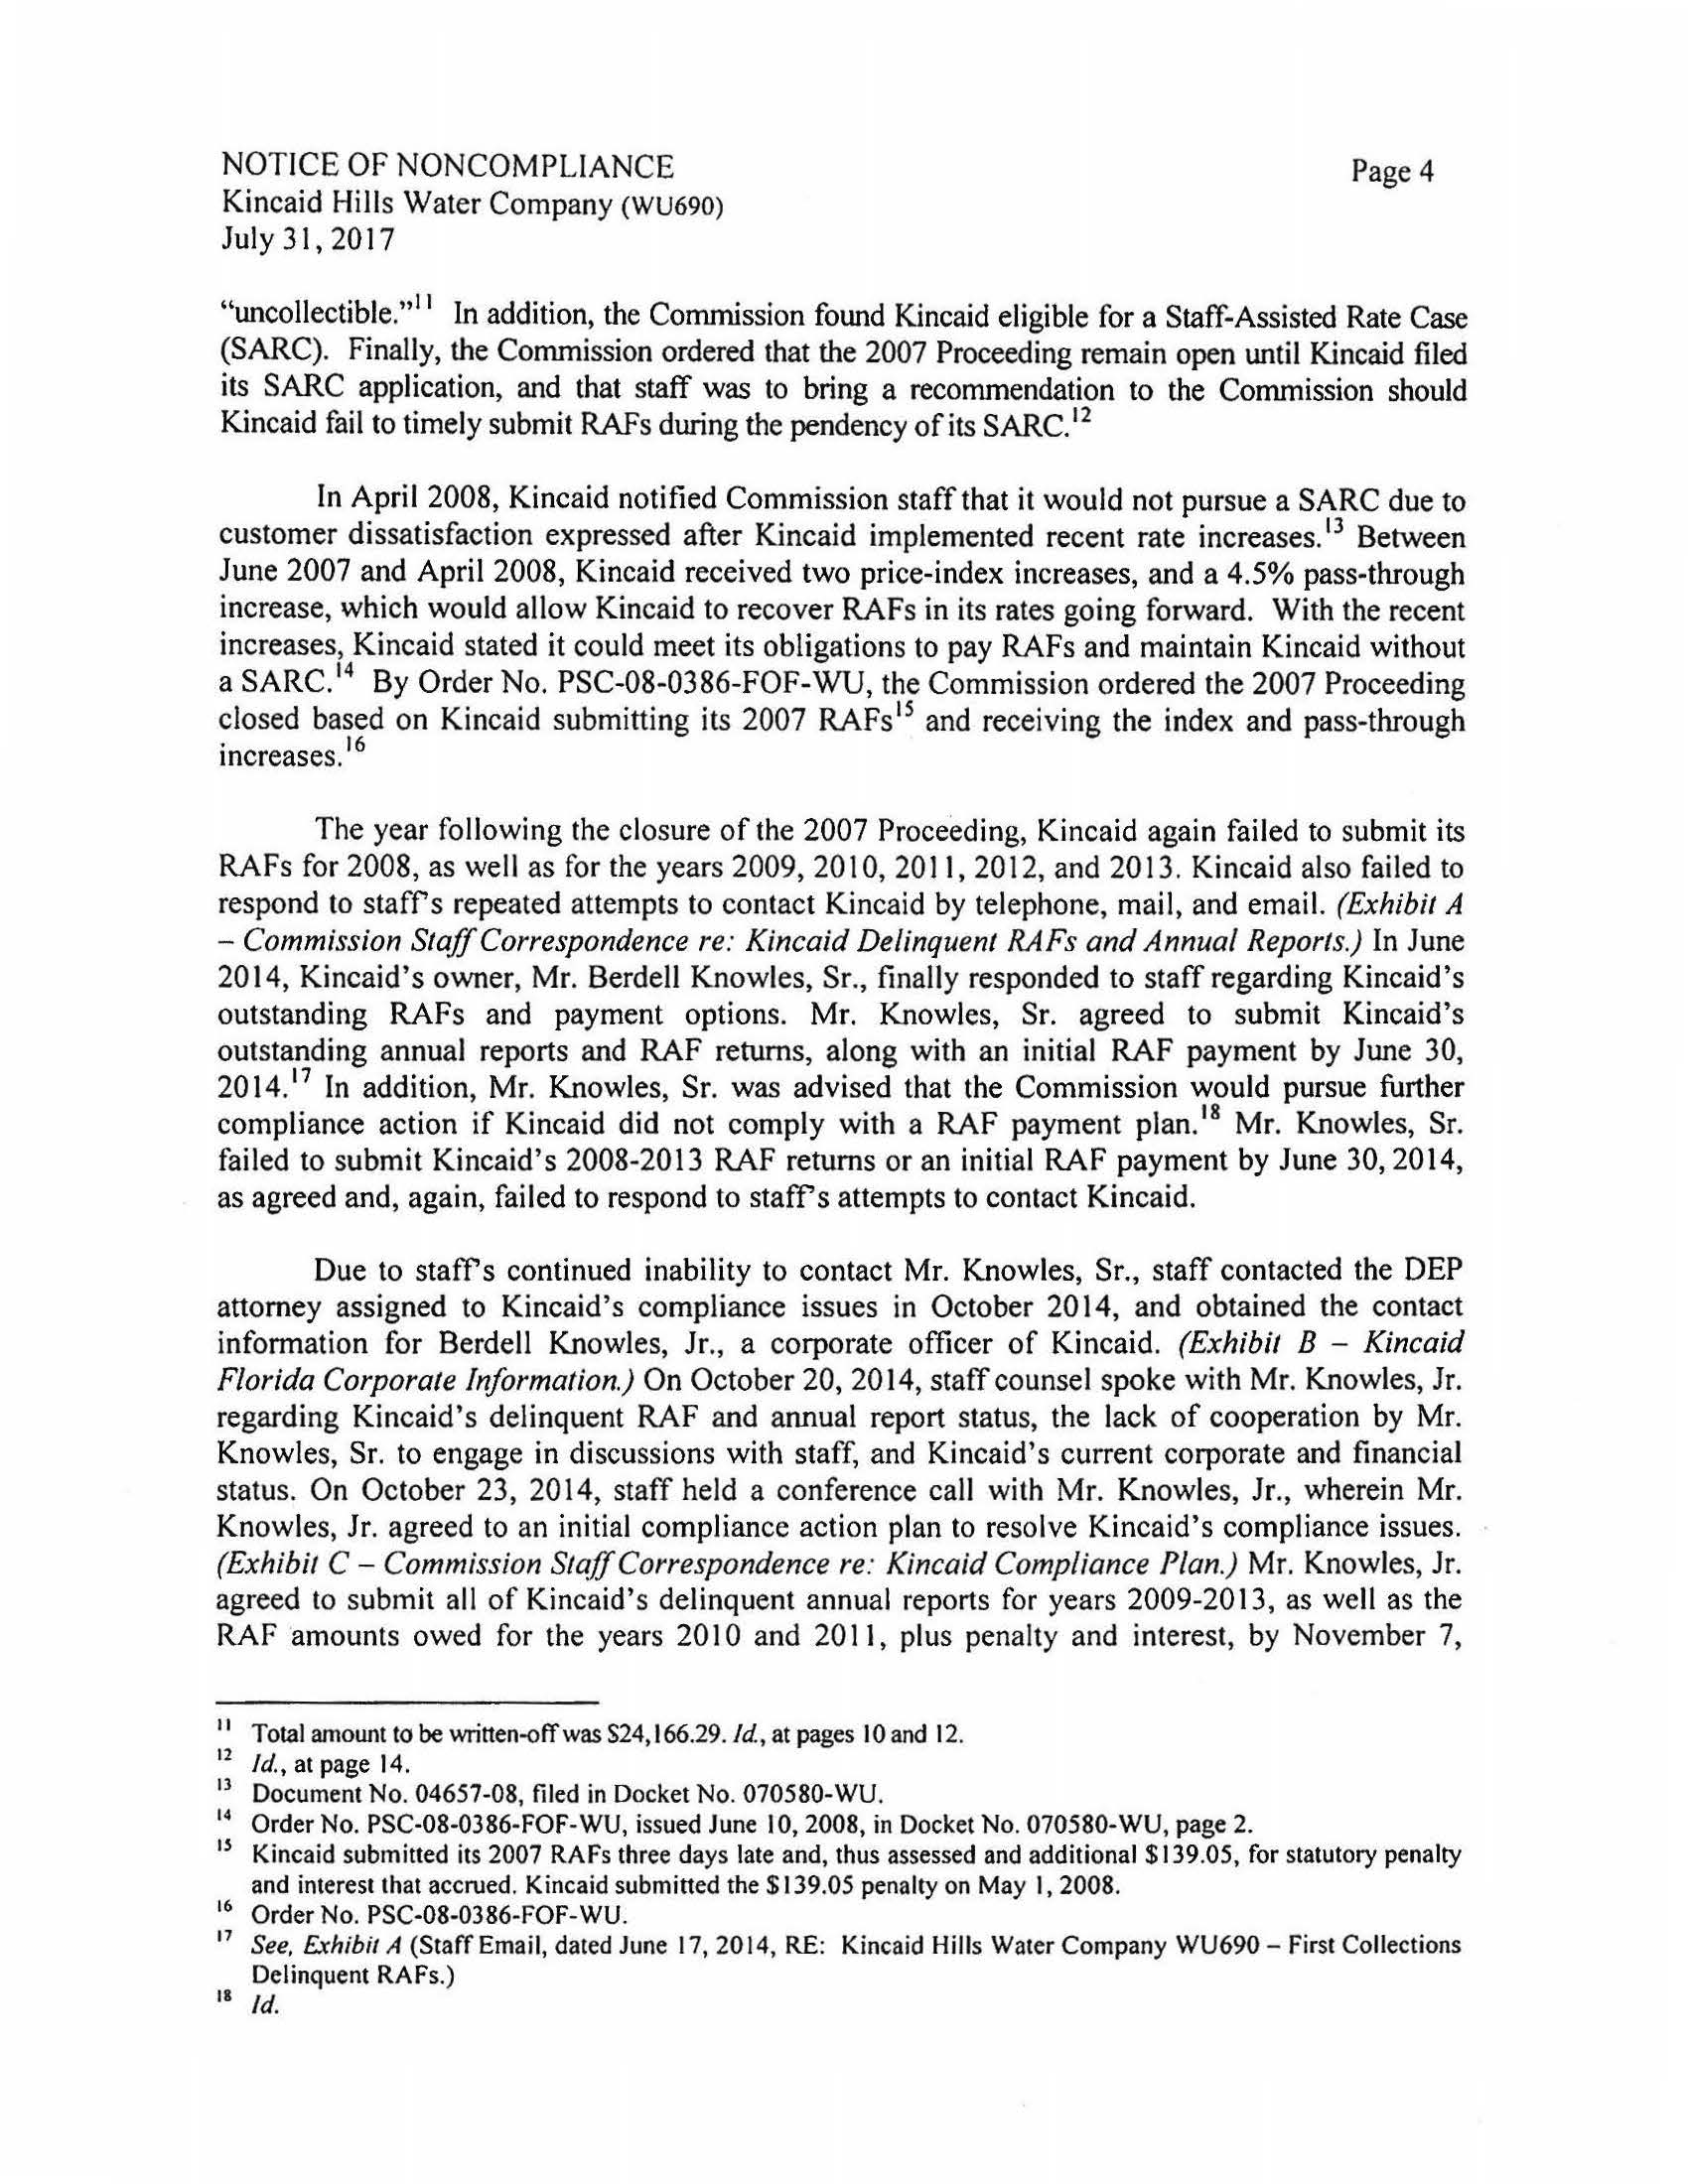 NOTICE OF NONCOMPLIANCE Page 4
Kincaid Hills Water Company (WU690)
July 31, 2017
“uncollectible.”11 In addition, the Commission found Kincaid eligible for a Staff-Assisted Rate Case
(SARC). Finally, the Commission ordered that the 2007 Proceeding remain open until Kincaid filed
its SARC application, and that staff was to bring a recommendation to the Commission should
Kincaid fail to timely submit RAFs during the pendency of its SARC.12
In April 2008, Kincaid notified Commission staff that it would not pursue a SARC due to
customer dissatisfaction expressed after Kincaid implemented recent rate increases.13 Between
June 2007 and April 2008, Kincaid received two price-index increases, and a 4.5% pass-through
increase, which would allow Kincaid to recover RAFs in its rates going forward. With the recent
increases, Kincaid stated it could meet its obligations to pay RAFs and maintain Kincaid without
a SARC.14 By Order No. PSC-08-0386-FOF-WU, the Commission ordered the 2007 Proceeding
closed based on Kincaid submitting its 2007 RAFs15 and receiving the index and pass-through
increases.16
The year following the closure of the 2007 Proceeding, Kincaid again failed to submit its
RAFs for 2008, as well as for the years 2009, 2010, 2011, 2012, and 2013. Kincaid also failed to
respond to staff's repeated attempts to contact Kincaid by telephone, mail, and email. (Exhibit A
– Commission Staff Correspondence re: Kincaid Delinquent RAFs and Annual Reports.) In June
2014, Kincaid's owner, Mr. Berdell Knowles, Sr., finally responded to staff regarding Kincaid's
outstanding RAFs and payment options. Mr. Knowles, Sr. agreed to submit Kincaid's
outstanding annual reports and RAF returns, along with an initial RAF payment by June 30,
2014.17 In addition, Mr. Knowles, Sr. was advised that the Commission would pursue further
compliance action if Kincaid did not comply with a RAF payment plan.18 Mr. Knowles, Sr.
failed to submit Kincaid's 2008-2013 RAF returns or an initial RAF payment by June 30, 2014,
as agreed and, again, failed to respond to staff's attempts to contact Kincaid.
Due to staff's continued inability to contact Mr. Knowles, Sr., staff contacted the DEP
attorney assigned to Kincaid's compliance issues in October 2014, and obtained the contact
information for Berdell Knowles, Jr., a corporate officer of Kincaid. (Exhibit B – Kincaid
Florida Corporate Information.) On October 20, 2014, staff counsel spoke with Mr. Knowles, Jr.
regarding Kincaid's delinquent RAF and annual report status, the lack of cooperation by Mr.
Knowles, Sr. to engage in discussions with staff, and Kincaid's current corporate and financial
status. On October 23, 2014, staff held a conference call with Mr. Knowles, Jr., wherein Mr.
Knowles, Jr. agreed to an initial compliance action plan to resolve Kincaid's compliance issues.
(Exhibit C – Commission Staff Correspondence re: Kincaid Compliance Plan.) Mr. Knowles, Jr.
agreed to submit all of Kincaid's delinquent annual reports for years 2009-2013, as well as the
RAF amounts owed for the years 2010 and 2011, plus penalty and interest, by November 7,
11 Total amount to be written-off was $24,166.29. Id., at pages 10 and 12.
12 Id., at page 14.
13 Document No. 04657-08, filed in Docket No. 070580-WU.
14 Order No. PSC-08-0386-FOF-WU, issued June 10, 2008, in Docket No. 070580-WU, page 2.
15 Kincaid submitted its 2007 RAFs three days late and, thus assessed and additional $139.05, for statutory penalty
and interest that accrued. Kincaid submitted the $139.05 penalty on May 1, 2008.
16 Order No. PSC-08-0386-FOF-WU.
17 See, Exhibit A (Staff Email, dated June 17, 2014, RE: Kincaid Hills Water Company WU690 – First Collections
Delinquent RAFs.)
18 Id.